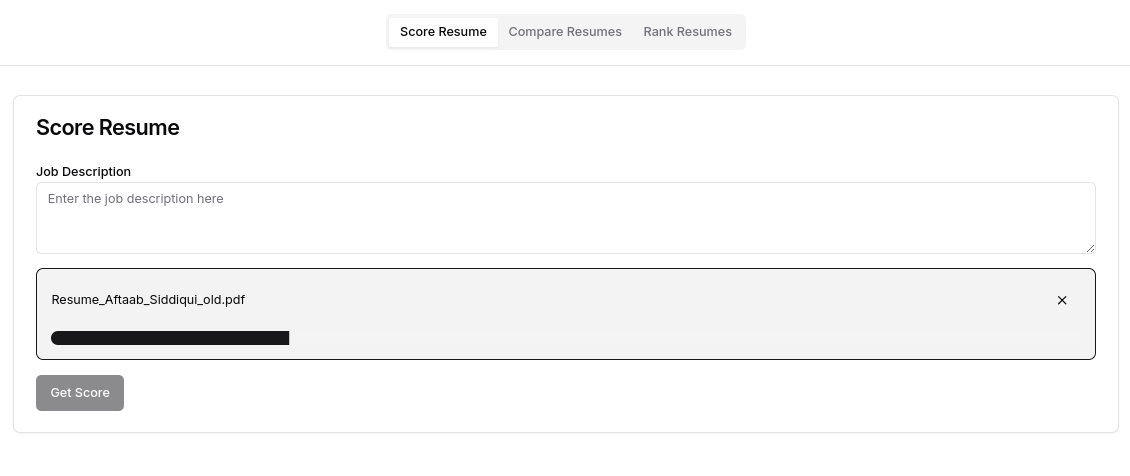 Score Resume Compare Resumes Rank Resumes
Score Resume
Job Description
Enter the job description here
Resume_Aftaab_Siddiqui_old.pdf
Get Score